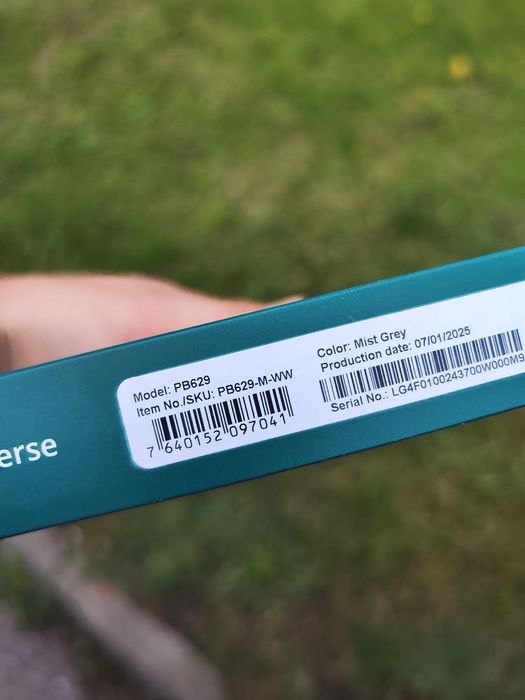 erse
Model: PB629
Item No./SKU: PB629-M-WW
7 640152 097041
Color: Mist Grey
Production date: 07/01/2025
Serial No.: LG4F0100243700W000M9